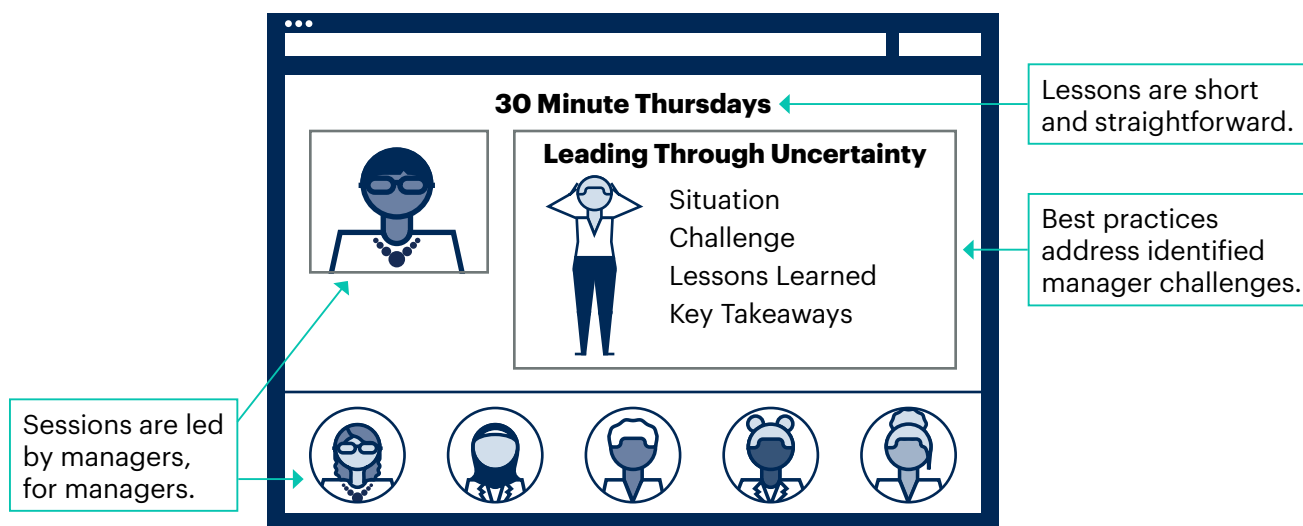 30 Minute Thursdays
Leading Through Uncertainty
Situation
Challenge
Lessons Learned
Key Takeaways
Lessons are short
and straightforward.
Best practices
address identified
manager challenges.
Sessions are led
by managers,
for managers.